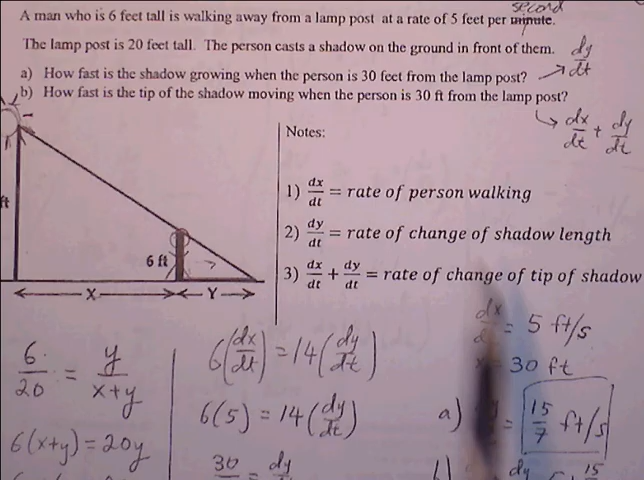 second
A man who is 6 feet tall is walking away from a lamp post at a rate of 5 feet per minute.
The lamp post is 20 feet tall. The person casts a shadow on the ground in front of them.
a) How fast is the shadow growing when the person is 30 feet from the lamp post? → dy/dt
b) How fast is the tip of the shadow moving when the person is 30 ft from the lamp post?
↳ dx/dt + dy/dt
Notes:
1) dx/dt = rate of person walking
2) dy/dt = rate of change of shadow length
3) dx/dt + dy/dt = rate of change of tip of shadow
ft
6 ft
X
Y
6/20 = y/(x+y)
6(x+y) = 20y
6(dx/dt) = 14(dy/dt)
6(5) = 14(dy/dt)
30 = dy
= 5 ft/s
= 30 ft
a) = 15/7 ft/s
dy
15